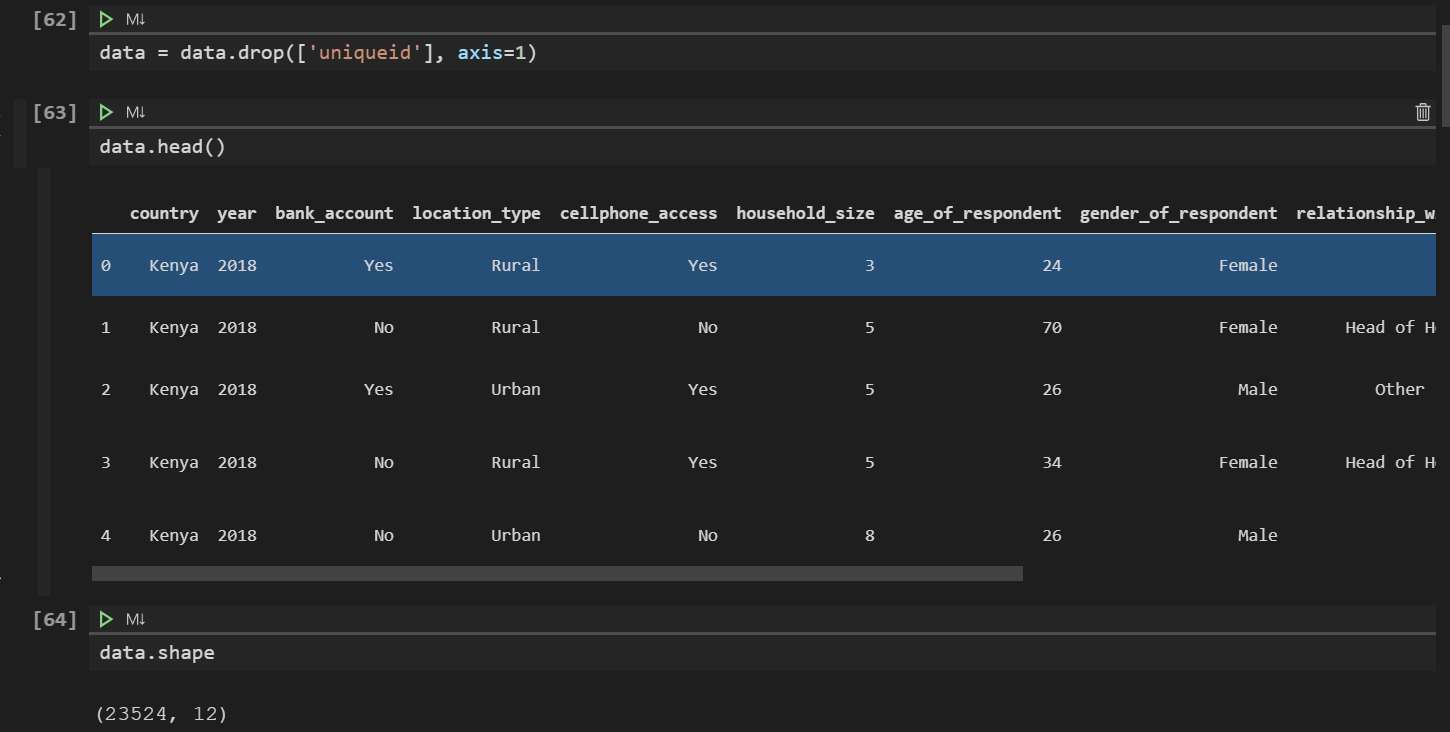 [62] M↓
data = data.drop(['uniqueid'], axis=1)
[63] M↓
data.head()
country year bank_account location_type cellphone_access household_size age_of_respondent gender_of_respondent relationship_w
0 Kenya 2018 Yes Rural Yes 3 24 Female
1 Kenya 2018 No Rural No 5 70 Female Head of H
2 Kenya 2018 Yes Urban Yes 5 26 Male Other
3 Kenya 2018 No Rural Yes 5 34 Female Head of H
4 Kenya 2018 No Urban No 8 26 Male
[64] M↓
data.shape
(23524, 12)